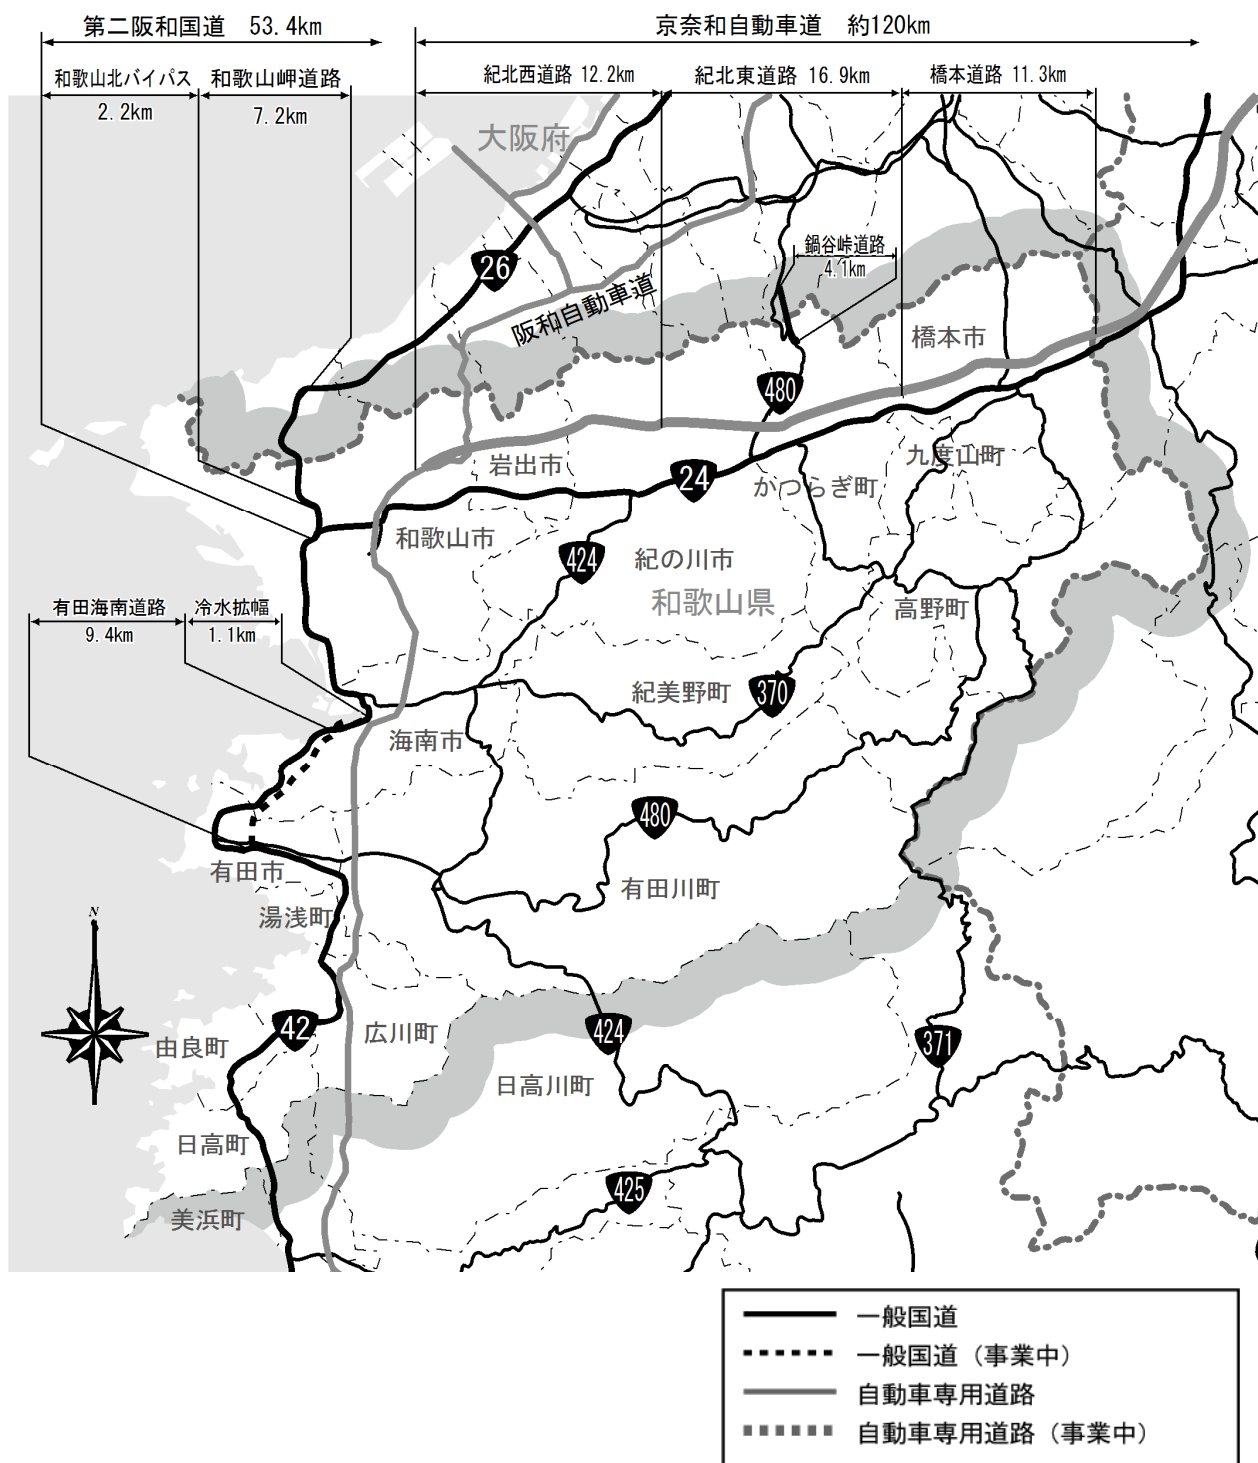 第二阪和国道　53.4km
京奈和自動車道　約120km
和歌山北バイパス
2.2km
和歌山岬道路
7.2km
紀北西道路 12.2km
紀北東道路 16.9km
橋本道路 11.3km
大阪府
26
阪和自動車道
鍋谷峠道路
4.1km
橋本市
480
岩出市
24
かつらぎ町
九度山町
和歌山市
424
紀の川市
和歌山県
高野町
有田海南道路
9.4km
冷水拡幅
1.1km
紀美野町
370
海南市
480
有田市
有田川町
湯浅町
N
42
広川町
424
371
由良町
日高川町
日高町
425
美浜町
一般国道
一般国道（事業中）
自動車専用道路
自動車専用道路（事業中）